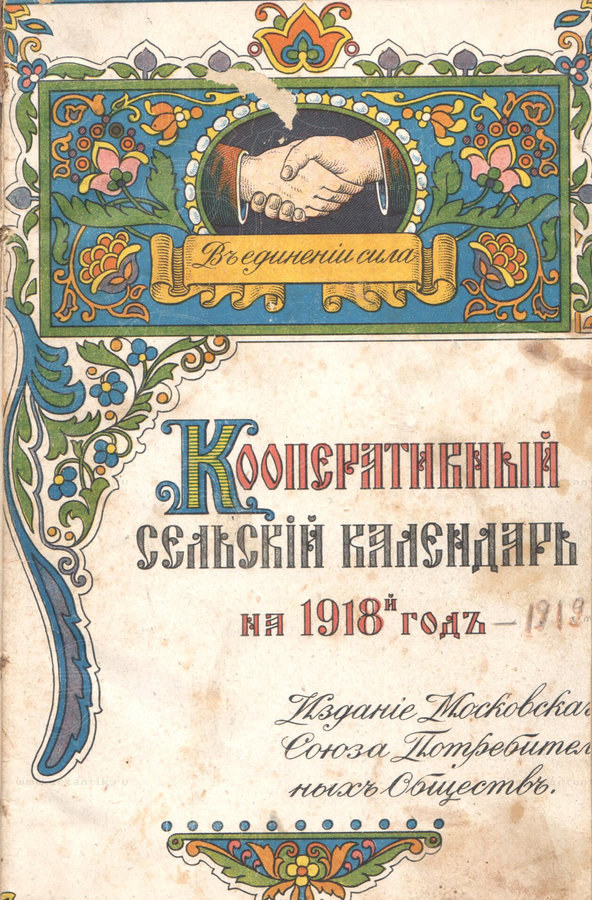 Въ единеніи сила
Кооперативный
сельскій календарь
на 1918й годъ – 1919
Изданіе Московска
Союза Потребител
ныхъ Обществъ.